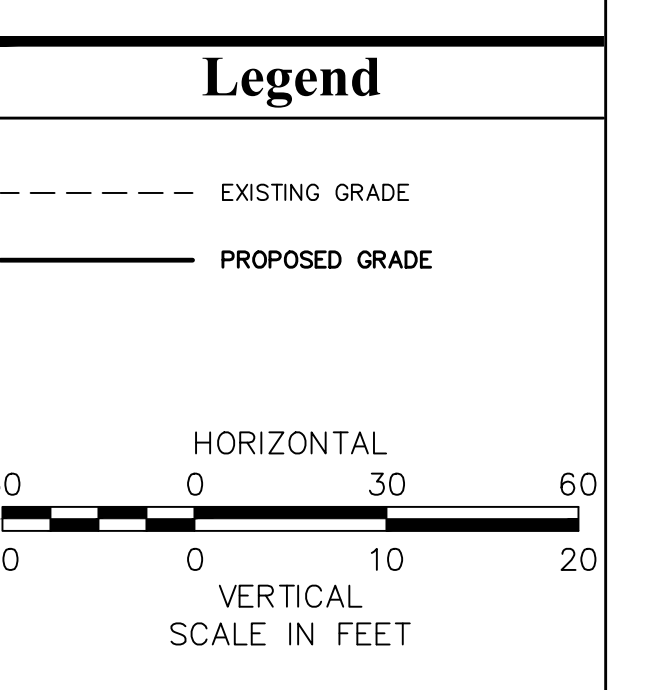 Legend
EXISTING GRADE
PROPOSED GRADE
HORIZONTAL
0 0 30 60
0 0 10 20
VERTICAL
SCALE IN FEET